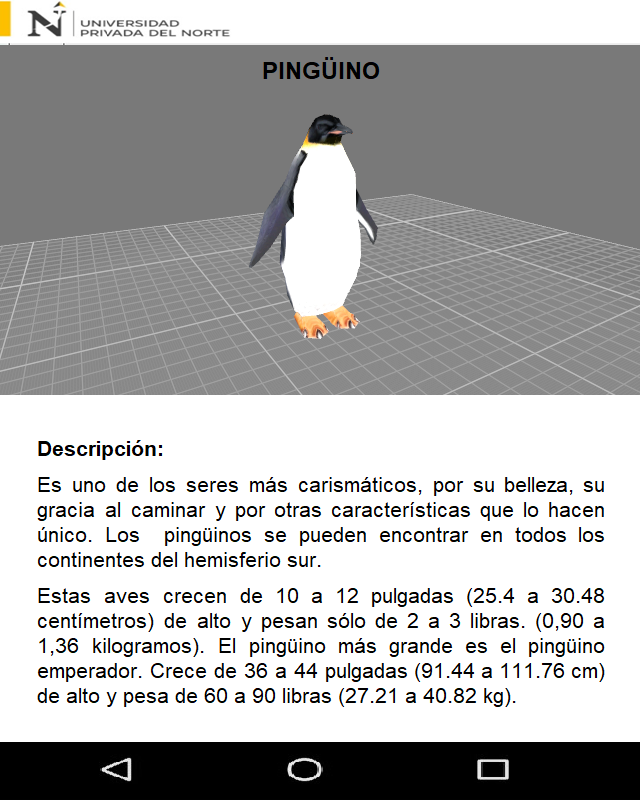 UNIVERSIDAD
PRIVADA DEL NORTE
PINGÜINO
Descripción:
Es uno de los seres más carismáticos, por su belleza, su
gracia al caminar y por otras características que lo hacen
único. Los pingüinos se pueden encontrar en todos los
continentes del hemisferio sur.
Estas aves crecen de 10 a 12 pulgadas (25.4 a 30.48
centímetros) de alto y pesan sólo de 2 a 3 libras. (0,90 a
1,36 kilogramos). El pingüino más grande es el pingüino
emperador. Crece de 36 a 44 pulgadas (91.44 a 111.76 cm)
de alto y pesa de 60 a 90 libras (27.21 a 40.82 kg).